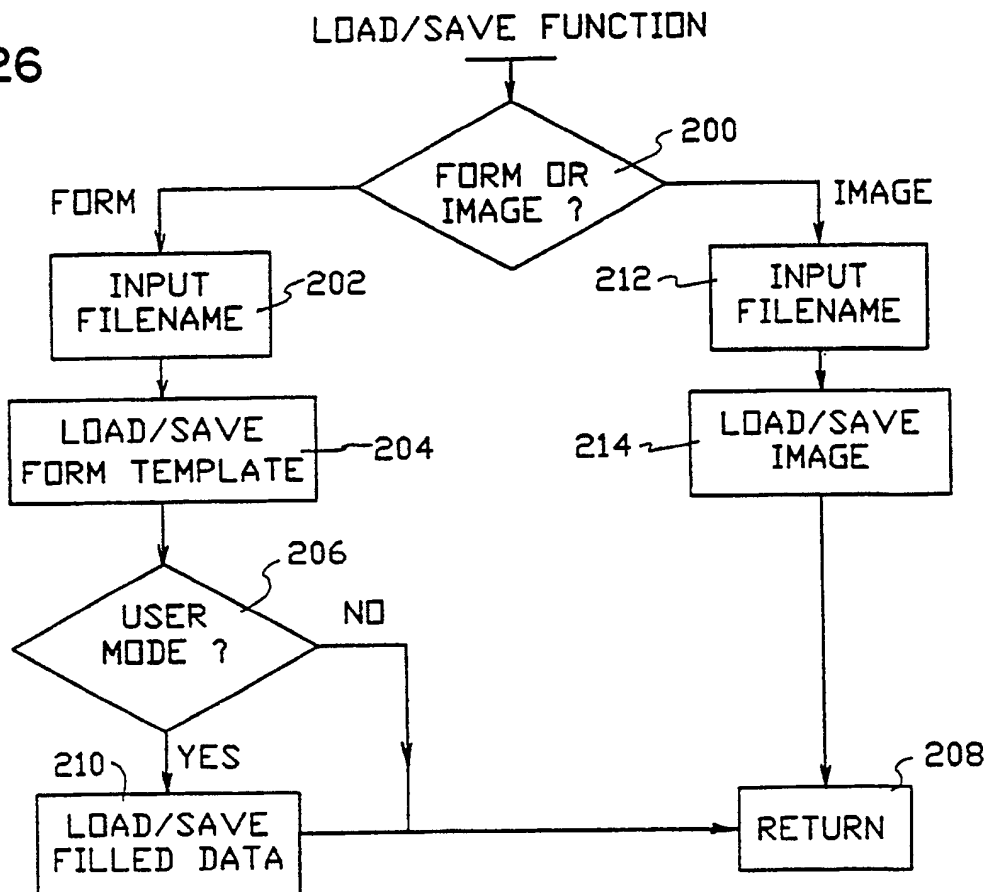 26
LOAD/SAVE FUNCTION
200
FORM OR
IMAGE ?
FORM
IMAGE
INPUT
FILENAME
202
212
INPUT
FILENAME
LOAD/SAVE
FORM TEMPLATE
204
214
LOAD/SAVE
IMAGE
206
USER
MODE ?
NO
YES
210
LOAD/SAVE
FILLED DATA
208
RETURN